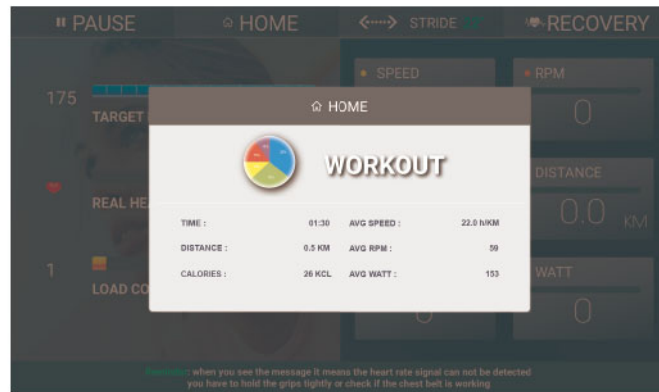 PAUSE
HOME
STRIDE
RECOVERY
SPEED
RPM
175
TARGET
0
HOME
WORKOUT
DISTANCE
REAL HE
0.0 KM
TIME : 01:30 AVG SPEED : 22.0 h/KM
DISTANCE : 0.5 KM AVG RPM : 59
CALORIES : 26 KCL AVG WATT : 153
1
WATT
LOAD CO
0
0
Reminder: when you see the message it means the heart rate signal can not be detected
you have to hold the grips tightly or check if the chest belt is working